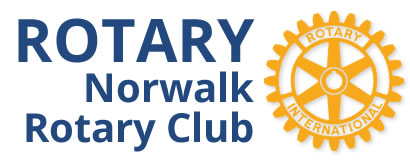 ROTARY
Norwalk
Rotary Club
ROTARY
INTERNATIONAL